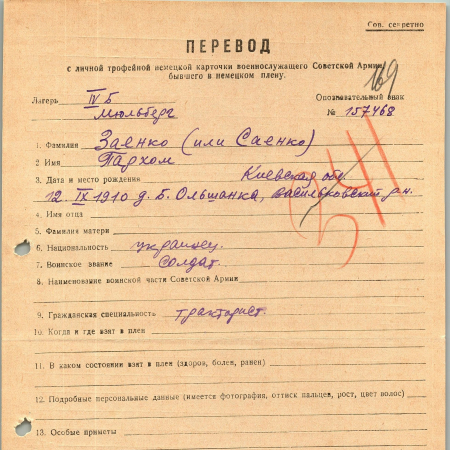 Сов. секретно
ПЕРЕВОД
с личной трофейной немецкой карточки военнослужащего Советской Армии,
бывшего в немецком плену.
169
Лагерь IV Б
Мюльберг
Опознавательный знак
№ 157468
1. Фамилия Заенко (или Саенко)
2 Имя Пархом
3. Дата и место рождения Киевская обл.
12. IX 1910 д. Б. Ольшанка, Васильковский р-н.
4. Имя отца
5. Фамилия матери
6. Национальность украинец.
7. Воинское звание солдат.
8. Наименование воинской части Советской Армии
9. Гражданская специальность тракторист.
10. Когда и где взят в плен
11. В каком состоянии взят в плен (здоров, болен, ранен)
12. Подробные персональные данные (имеется фотография, оттиск пальцев, рост, цвет волос)
13. Особые приметы